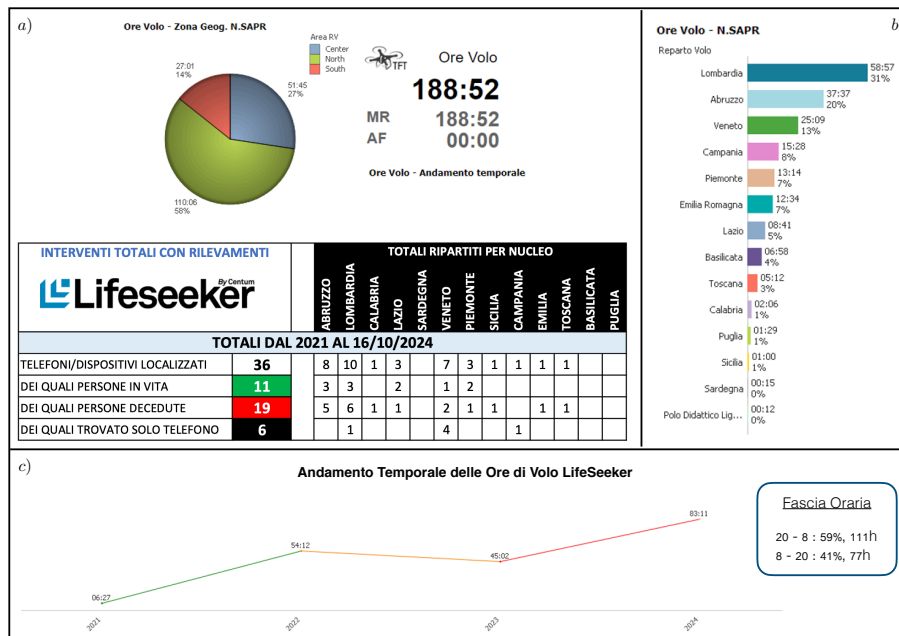 a)
Ore Volo - Zona Geog. N.SAPR
Area RV
Center
North
South
27:01
14%
51:45
27%
110:06
58%
TFT
Ore Volo
188:52
MR 188:52
AF 00:00
Ore Volo - Andamento temporale
INTERVENTI TOTALI CON RILEVAMENTI
Lifeseeker
By Centum
TOTALI RIPARTITI PER NUCLEO
ABRUZZO
LOMBARDIA
CALABRIA
LAZIO
SARDEGNA
VENETO
PIEMONTE
SICILIA
CAMPANIA
EMILIA
TOSCANA
BASILICATA
PUGLIA
TOTALI DAL 2021 AL 16/10/2024
TELEFONI/DISPOSITIVI LOCALIZZATI 36 8 10 1 3 7 3 1 1 1 1
DEI QUALI PERSONE IN VITA 11 3 3 2 1 2
DEI QUALI PERSONE DECEDUTE 19 5 6 1 1 2 1 1 1 1
DEI QUALI TROVATO SOLO TELEFONO 6 1 4 1
b
Ore Volo - N.SAPR
Reparto Volo
Lombardia 58:57
31%
Abruzzo 37:37
20%
Veneto 25:09
13%
Campania 15:28
8%
Piemonte 13:14
7%
Emilia Romagna 12:34
7%
Lazio 08:41
5%
Basilicata 06:58
4%
Toscana 05:12
3%
Calabria 02:06
1%
Puglia 01:29
1%
Sicilia 01:00
1%
Sardegna 00:15
0%
Polo Didattico Lig... 00:12
0%
c)
Andamento Temporale delle Ore di Volo LifeSeeker
06:27
54:12
45:02
83:11
2021
2022
2023
2024
Fascia Oraria
20 - 8 : 59%, 111h
8 - 20 : 41%, 77h